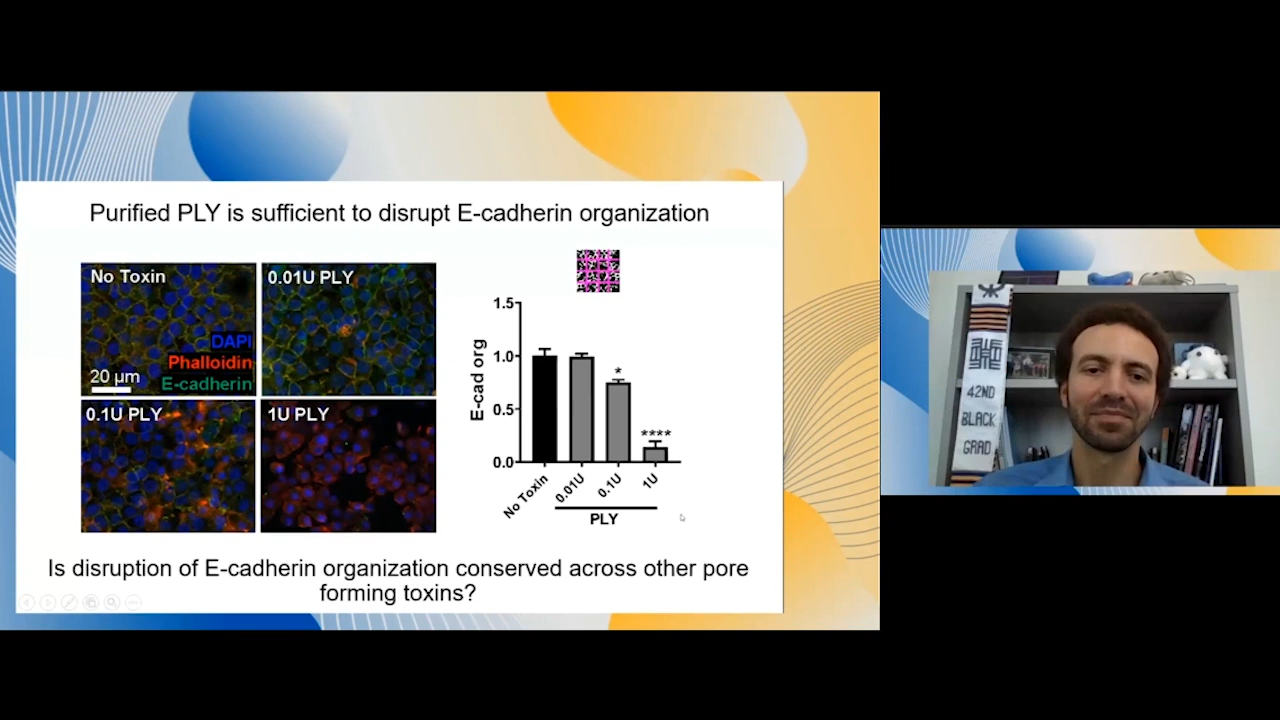 Purified PLY is sufficient to disrupt E-cadherin organization
No Toxin
0.01U PLY
DAPI
Phalloidin
E-cadherin
20 µm
0.1U PLY
1U PLY
1.5
1.0
0.5
0.0
E-cad org
*
****
No Toxin
0.01U
0.1U
1U
PLY
Is disruption of E-cadherin organization conserved across other pore
forming toxins?
42ND
BLACK
GRAD